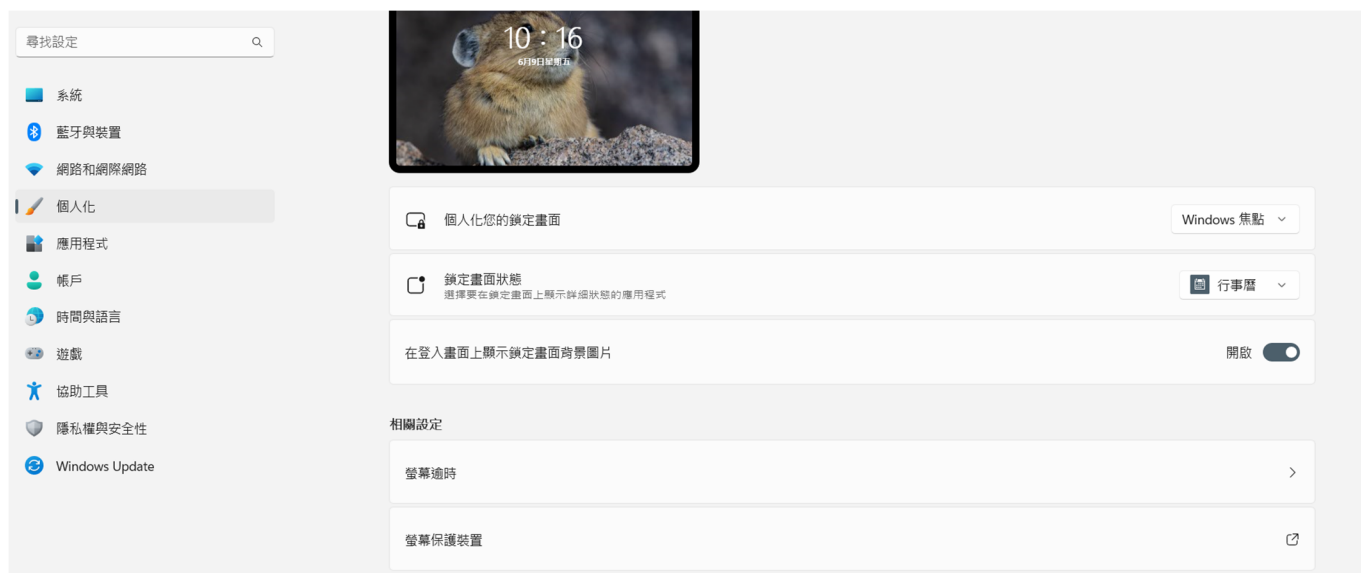 尋找設定
系統
藍牙與裝置
網路和網際網路
個人化
應用程式
帳戶
時間與語言
遊戲
協助工具
隱私權與安全性
Windows Update
10：16
6月9日星期五
個人化您的鎖定畫面
Windows 焦點
鎖定畫面狀態
選擇要在鎖定畫面上顯示詳細狀態的應用程式
行事曆
在登入畫面上顯示鎖定畫面背景圖片
開啟
相關設定
螢幕逾時
螢幕保護裝置